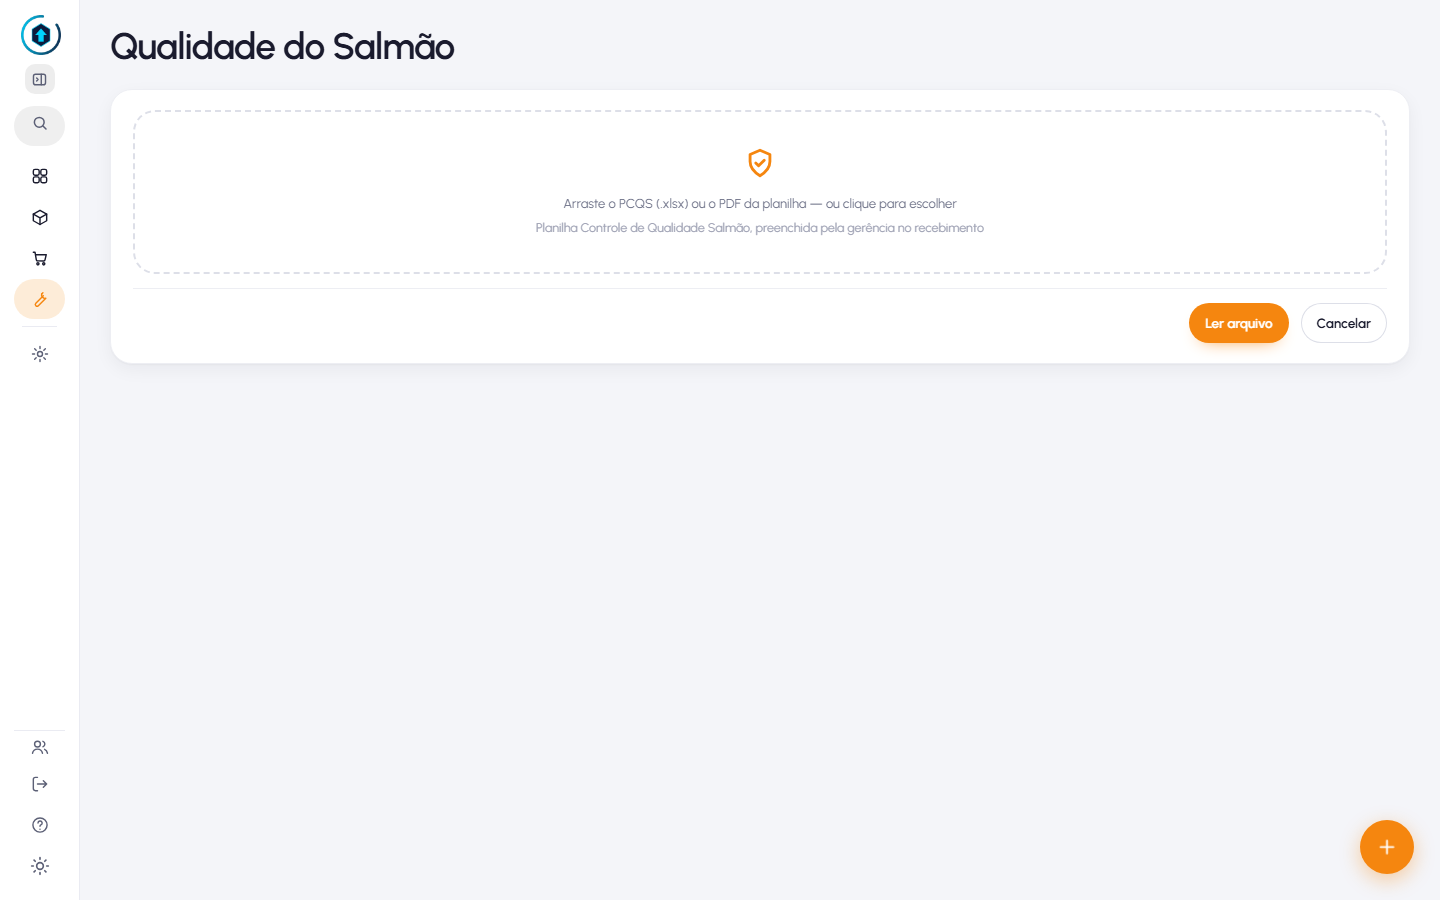 Qualidade do Salmão
Arraste o PCQS (.xlsx) ou o PDF da planilha — ou clique para escolher
Planilha Controle de Qualidade Salmão, preenchida pela gerência no recebimento
Ler arquivo
Cancelar